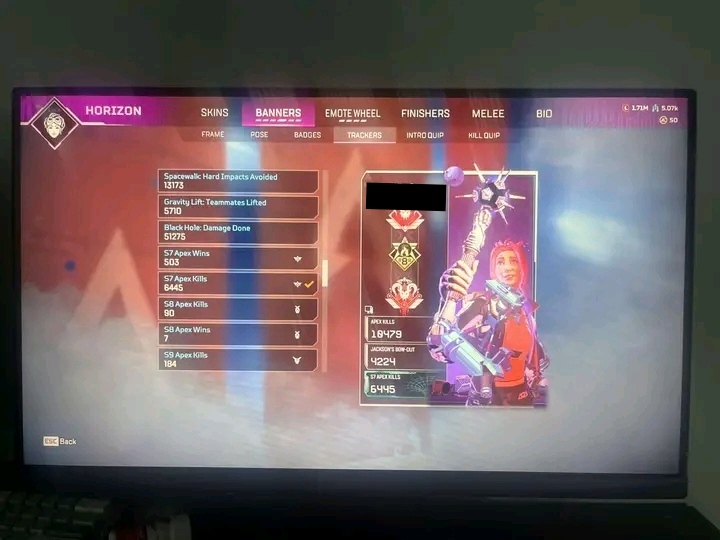 HORIZON
SKINS
BANNERS
EMOTE WHEEL
FINISHERS
MELEE
BIO
1.71M
5.07k
50
FRAME
POSE
BADGES
TRACKERS
INTRO QUIP
KILL QUIP
Spacewalk: Hard Impacts Avoided
13173
Gravity Lift: Teammates Lifted
5710
Black Hole: Damage Done
51275
S7 Apex Wins
503
S7 Apex Kills
6445
S8 Apex Kills
90
S8 Apex Wins
7
S9 Apex Kills
184
APEX KILLS
10479
JACKSON'S BOW-OUT
4224
S7 APEX KILLS
6445
ESC Back